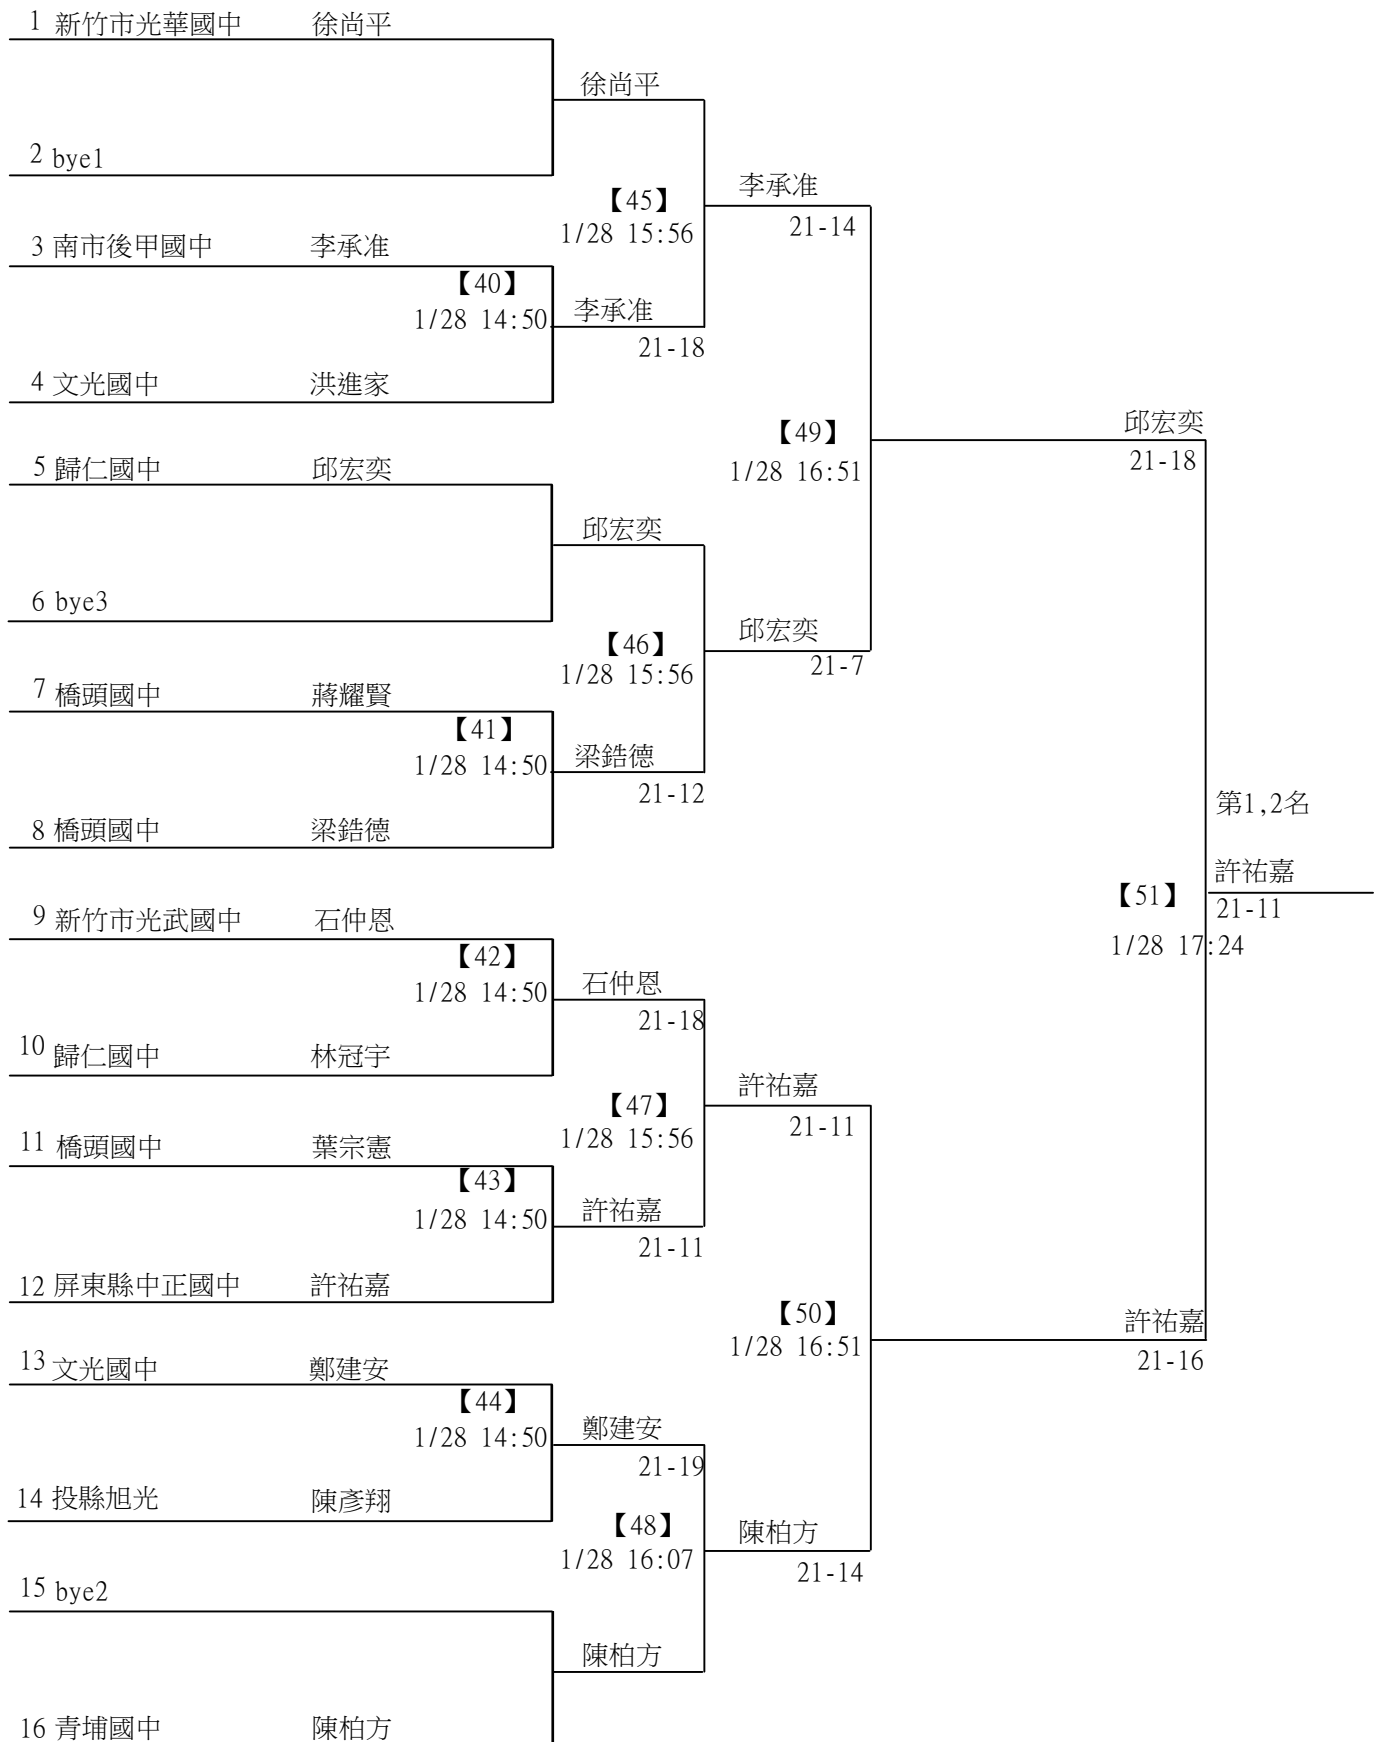 1 新竹市光華國中 徐尚平
徐尚平
2 bye1
【45】
1/28 15:56
李承准
21-14
3 南市後甲國中 李承准
【40】
1/28 14:50
李承准
21-18
4 文光國中 洪進家
【49】
1/28 16:51
邱宏奕
21-18
5 歸仁國中 邱宏奕
邱宏奕
6 bye3
【46】
1/28 15:56
邱宏奕
21-7
7 橋頭國中 蔣耀賢
【41】
1/28 14:50
梁鋯德
21-12
8 橋頭國中 梁鋯德
第1,2名
許祐嘉
21-11
【51】
1/28 17:24
9 新竹市光武國中 石仲恩
【42】
1/28 14:50
石仲恩
21-18
10 歸仁國中 林冠宇
【47】
1/28 15:56
許祐嘉
21-11
11 橋頭國中 葉宗憲
【43】
1/28 14:50
許祐嘉
21-11
12 屏東縣中正國中 許祐嘉
【50】
1/28 16:51
許祐嘉
21-16
13 文光國中 鄭建安
【44】
1/28 14:50
鄭建安
21-19
14 投縣旭光 陳彥翔
【48】
1/28 16:07
陳柏方
21-14
15 bye2
陳柏方
16 青埔國中 陳柏方